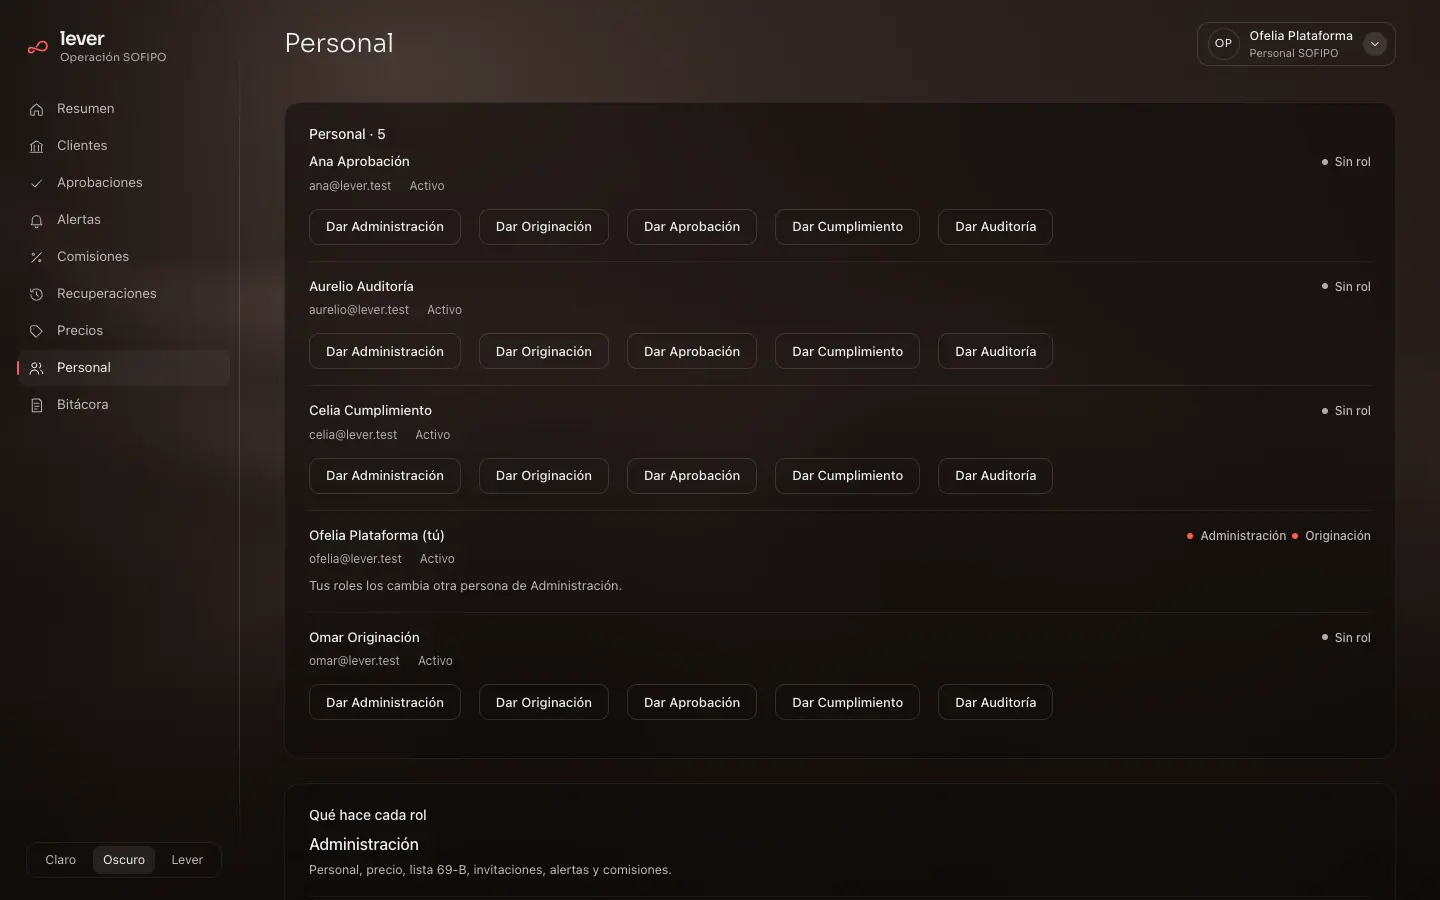 lever
Operación SOFIPO
Resumen
Clientes
Aprobaciones
Alertas
Comisiones
Recuperaciones
Precios
Personal
Bitácora
Claro Oscuro Lever
Personal
OP
Ofelia Plataforma
Personal SOFIPO
Personal · 5
Ana Aprobación Sin rol
ana@lever.test Activo
Dar Administración Dar Originación Dar Aprobación Dar Cumplimiento Dar Auditoría
Aurelio Auditoría Sin rol
aurelio@lever.test Activo
Dar Administración Dar Originación Dar Aprobación Dar Cumplimiento Dar Auditoría
Celia Cumplimiento Sin rol
celia@lever.test Activo
Dar Administración Dar Originación Dar Aprobación Dar Cumplimiento Dar Auditoría
Ofelia Plataforma (tú) Administración Originación
ofelia@lever.test Activo
Tus roles los cambia otra persona de Administración.
Omar Originación Sin rol
omar@lever.test Activo
Dar Administración Dar Originación Dar Aprobación Dar Cumplimiento Dar Auditoría
Qué hace cada rol
Administración
Personal, precio, lista 69-B, invitaciones, alertas y comisiones.